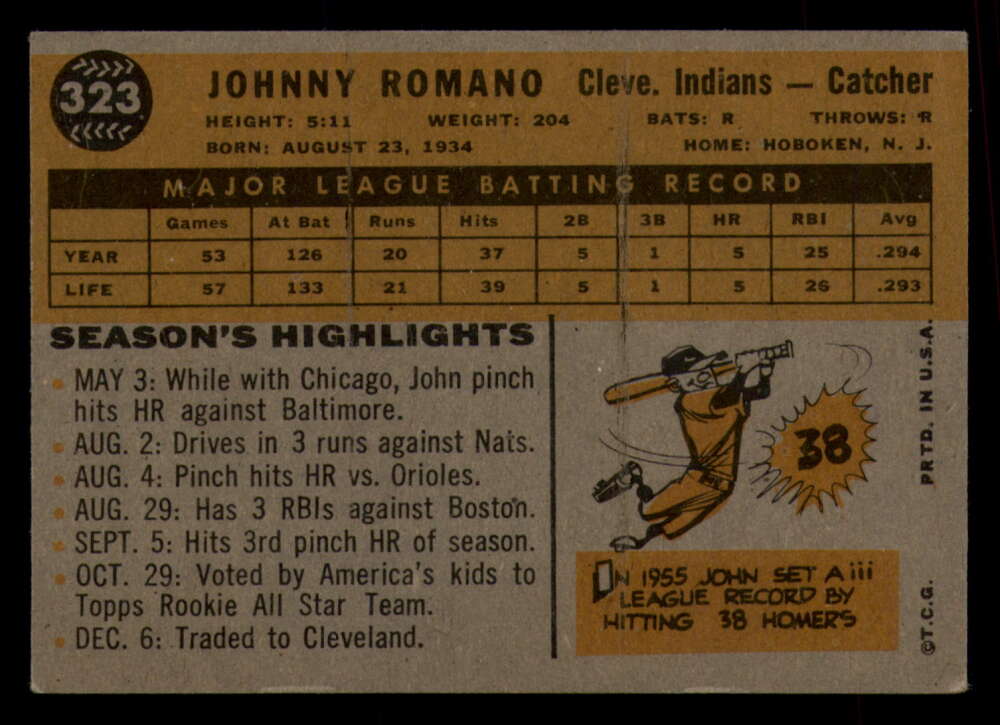 323
JOHNNY ROMANO Cleve. Indians — Catcher
HEIGHT: 5:11 WEIGHT: 204 BATS: R THROWS: R
BORN: AUGUST 23, 1934 HOME: HOBOKEN, N. J.
MAJOR LEAGUE BATTING RECORD
Games At Bat Runs Hits 2B 3B HR RBI Avg
YEAR 53 126 20 37 5 1 5 25 .294
LIFE 57 133 21 39 5 1 5 26 .293
SEASON'S HIGHLIGHTS
MAY 3: While with Chicago, John pinch
hits HR against Baltimore.
AUG. 2: Drives in 3 runs against Nats.
AUG. 4: Pinch hits HR vs. Orioles.
AUG. 29: Has 3 RBIs against Boston.
SEPT. 5: Hits 3rd pinch HR of season.
OCT. 29: Voted by America's kids to
Topps Rookie All Star Team.
DEC. 6: Traded to Cleveland.
38
IN 1955 JOHN SET A iii
LEAGUE RECORD BY
HITTING 38 HOMERS
©T.C.G. PRTD. IN U.S.A.